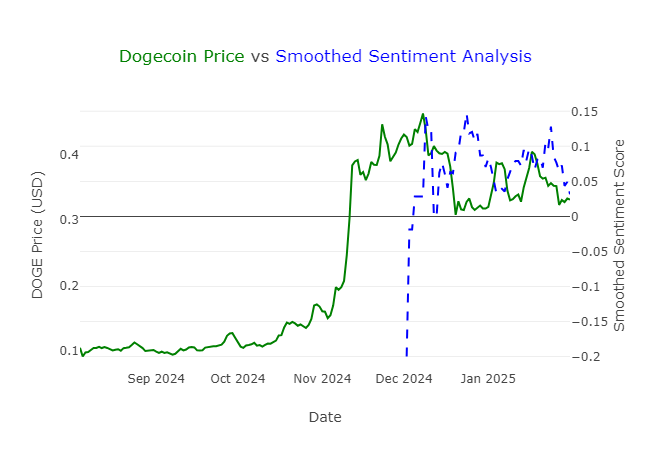 Dogecoin Price vs Smoothed Sentiment Analysis
0.15
0.4
0.1
0.05
0.3
0
−0.05
0.2
−0.1
−0.15
0.1
−0.2
DOGE Price (USD)
Smoothed Sentiment Score
Sep 2024 Oct 2024 Nov 2024 Dec 2024 Jan 2025
Date